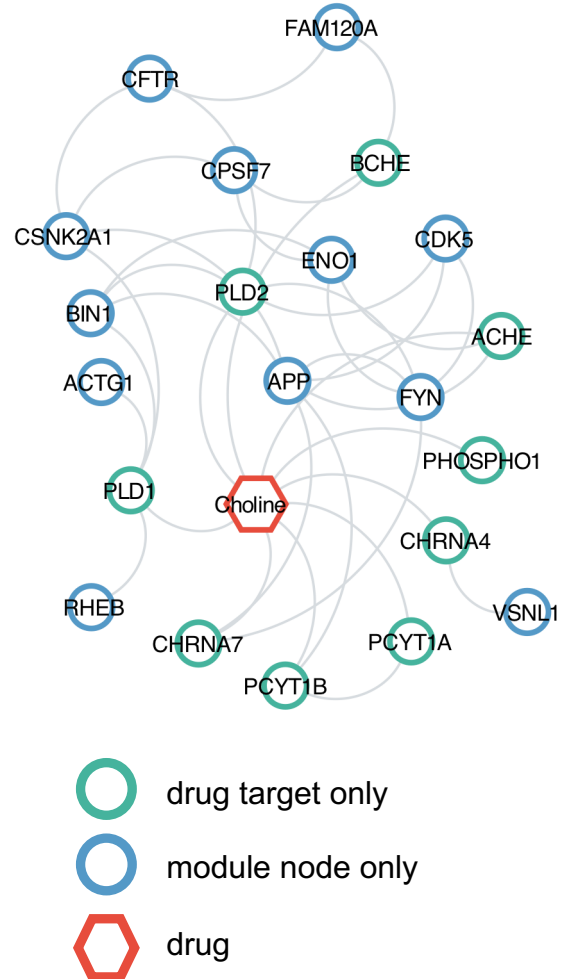 FAM120A
CFTR
BCHE
CPSF7
CSNK2A1
CDK5
ENO1
PLD2
BIN1
ACHE
ACTG1
APP
FYN
PHOSPHO1
PLD1
Choline
CHRNA4
RHEB
VSNL1
CHRNA7
PCYT1A
PCYT1B
drug target only
module node only
drug